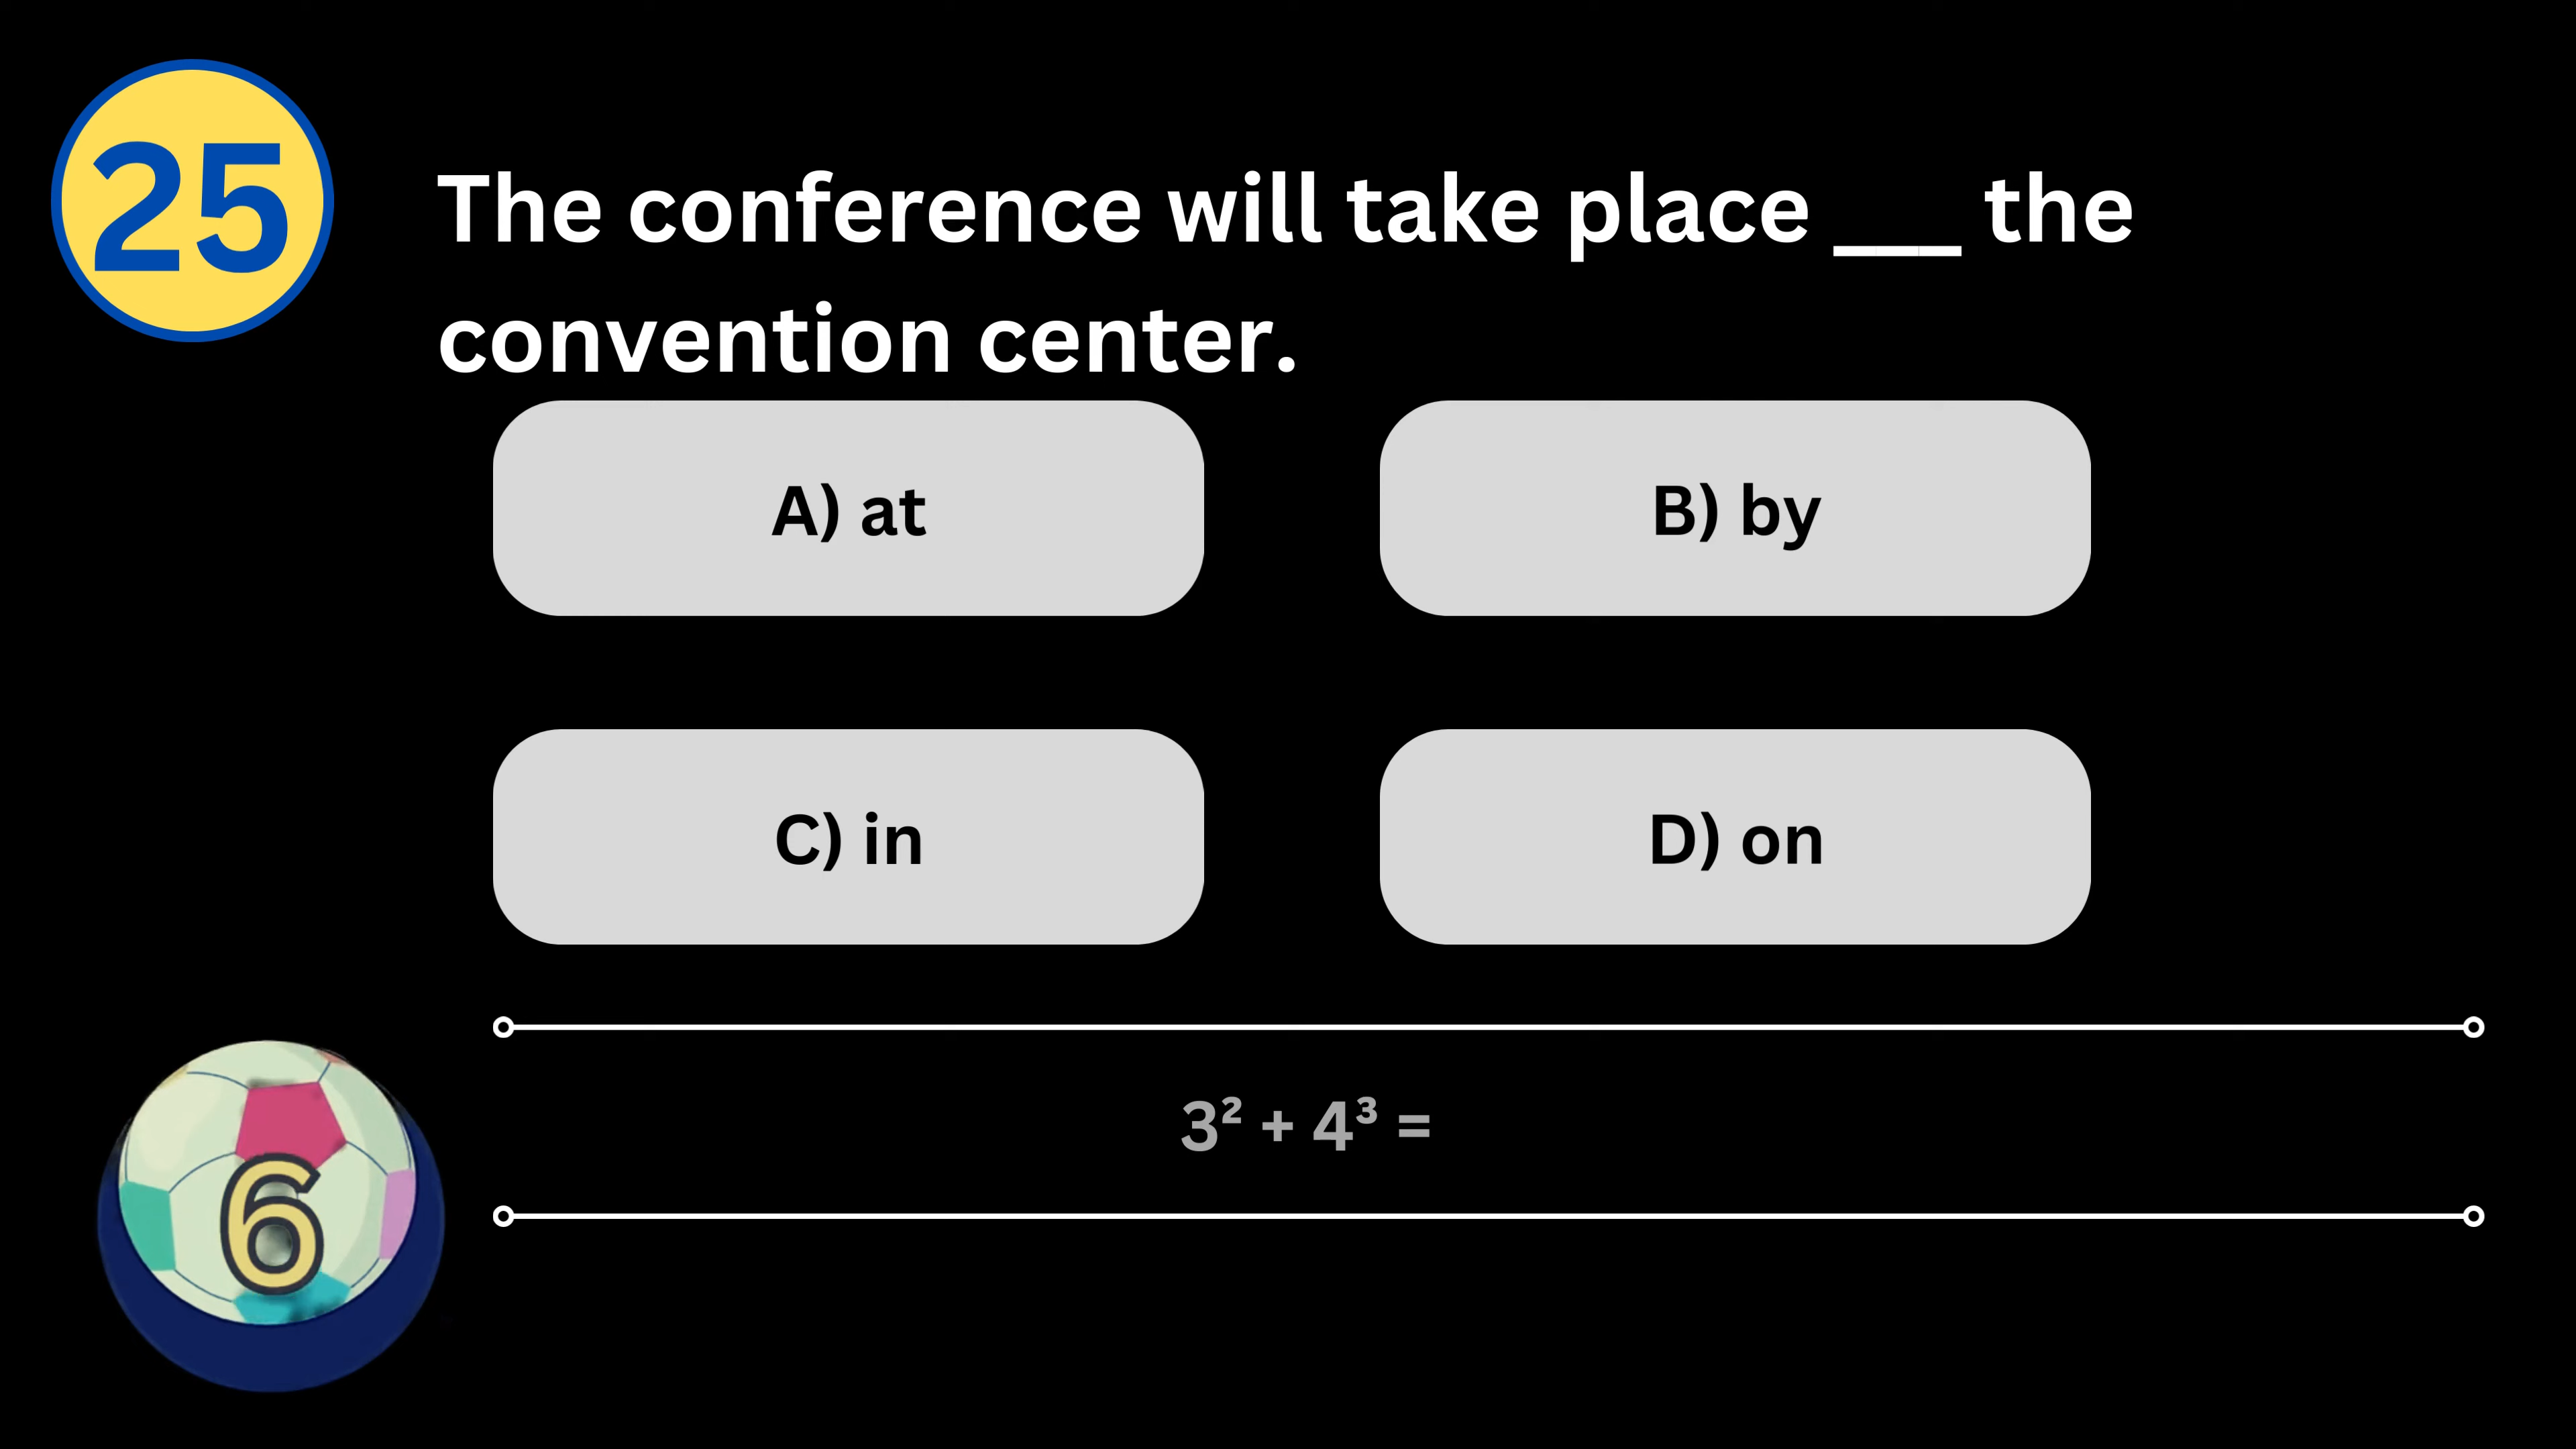 25
The conference will take place ___ the
convention center.
A) at
B) by
C) in
D) on
3² + 4³ =
6